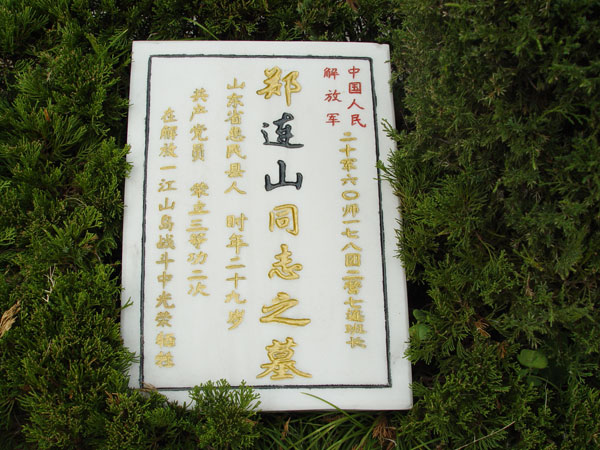 中国人民
解放军
二十军六〇师一七八团二营七连班长
郑连山同志之墓
山东省惠民县人 时年二十九岁
共产党员 荣立三等功二次
在解放一江山岛战斗中光荣牺牲